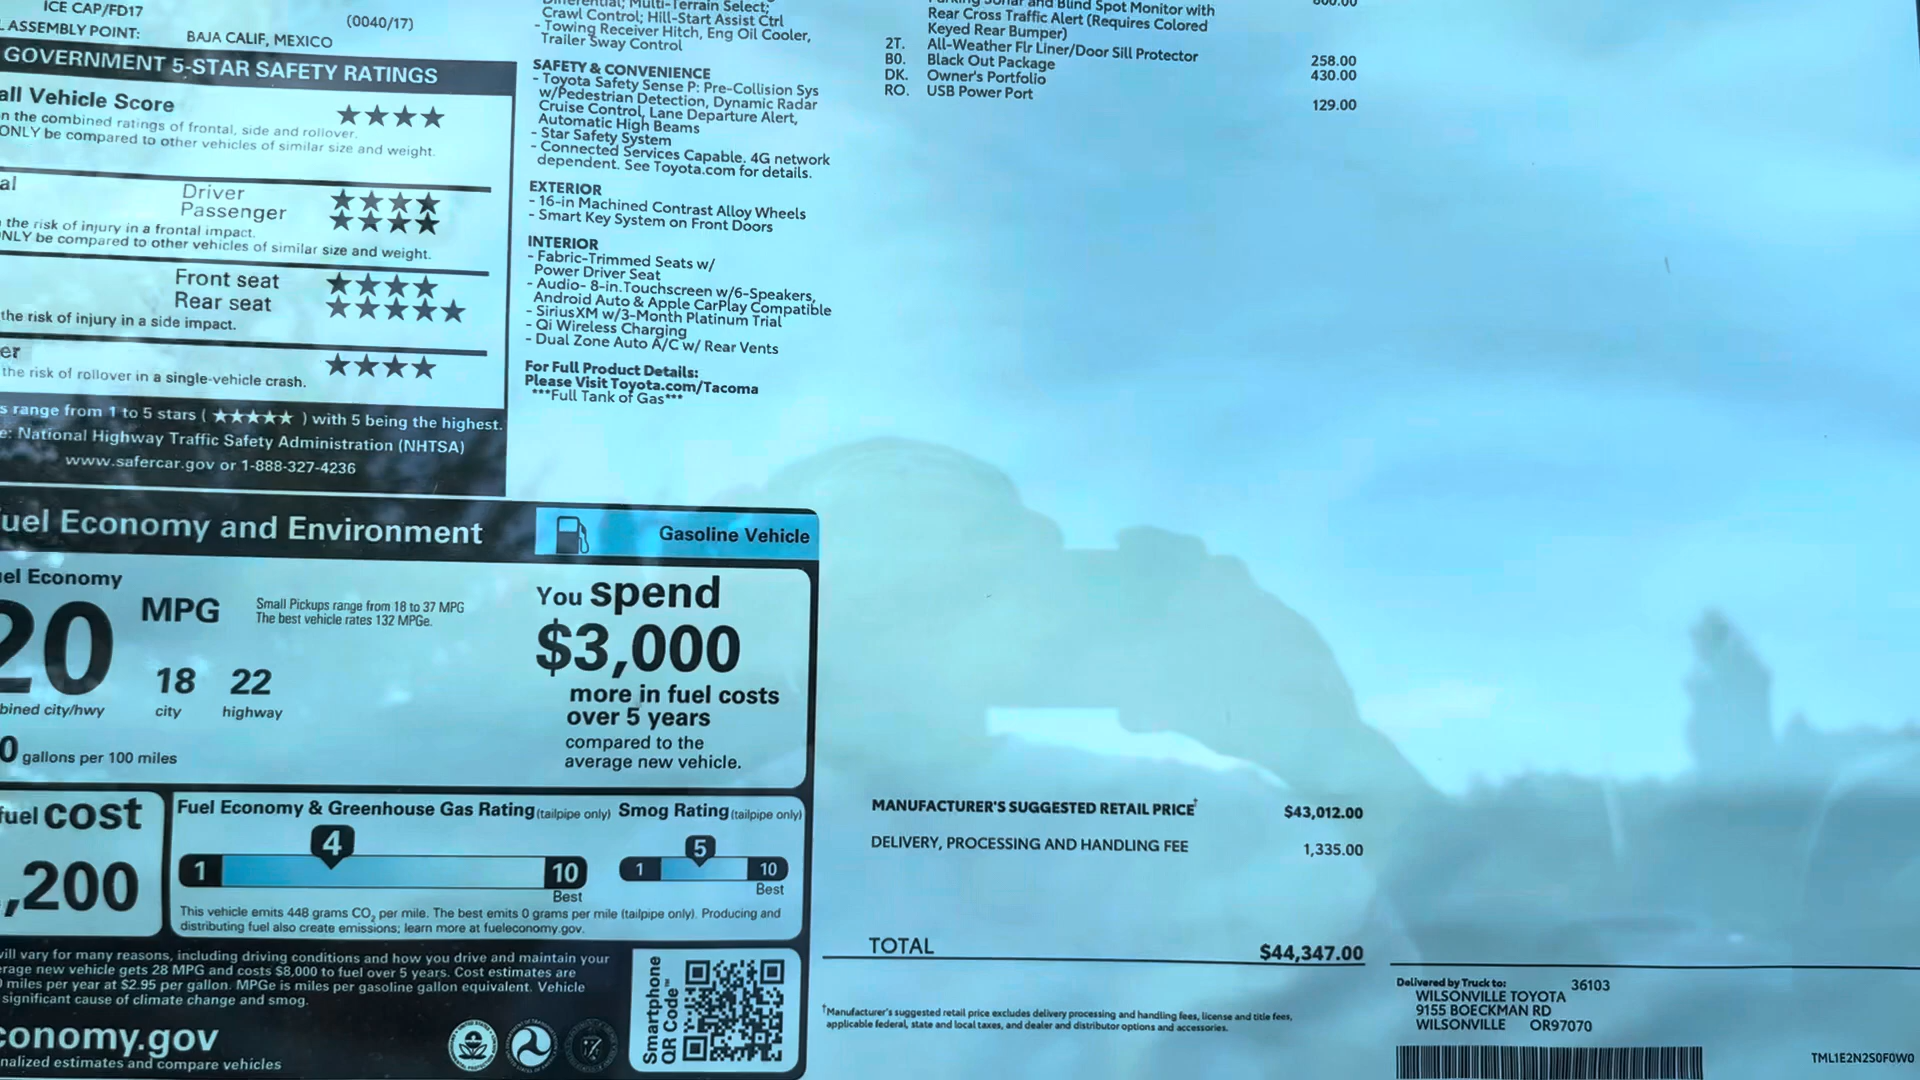 ICE CAP/FD17
(0040/17)
ASSEMBLY POINT: BAJA CALIF, MEXICO
GOVERNMENT 5-STAR SAFETY RATINGS
all Vehicle Score ★★★★
n the combined ratings of frontal, side and rollover.
ONLY be compared to other vehicles of similar size and weight.
al Driver ★★★★
Passenger ★★★★
the risk of injury in a frontal impact.
NLY be compared to other vehicles of similar size and weight.
Front seat ★★★★
Rear seat ★★★★★
the risk of injury in a side impact.
er ★★★★
the risk of rollover in a single-vehicle crash.
s range from 1 to 5 stars (★★★★★) with 5 being the highest.
e: National Highway Traffic Safety Administration (NHTSA)
www.safercar.gov or 1-888-327-4236
Differential; Multi-Terrain Select;
Crawl Control; Hill-Start Assist Ctrl
- Towing Receiver Hitch, Eng Oil Cooler,
Trailer Sway Control
SAFETY & CONVENIENCE
- Toyota Safety Sense P: Pre-Collision Sys
w/Pedestrian Detection, Dynamic Radar
Cruise Control, Lane Departure Alert,
Automatic High Beams
- Star Safety System
- Connected Services Capable. 4G network
dependent. See Toyota.com for details.
EXTERIOR
- 16-in Machined Contrast Alloy Wheels
- Smart Key System on Front Doors
INTERIOR
- Fabric-Trimmed Seats w/
Power Driver Seat
- Audio- 8-in.Touchscreen w/6-Speakers,
Android Auto & Apple CarPlay Compatible
- SiriusXM w/3-Month Platinum Trial
- Qi Wireless Charging
- Dual Zone Auto A/C w/ Rear Vents
For Full Product Details:
Please Visit Toyota.com/Tacoma
***Full Tank of Gas***
Parking Sonar and Blind Spot Monitor with
Rear Cross Traffic Alert (Requires Colored
Keyed Rear Bumper)
2T. All-Weather Flr Liner/Door Sill Protector 258.00
B0. Black Out Package 430.00
DK. Owner's Portfolio
RO. USB Power Port 129.00
uel Economy and Environment
Gasoline Vehicle
el Economy
20 MPG
Small Pickups range from 18 to 37 MPG
The best vehicle rates 132 MPGe.
18 22
bined city/hwy city highway
0 gallons per 100 miles
You spend
$3,000
more in fuel costs
over 5 years
compared to the
average new vehicle.
fuel cost
,200
Fuel Economy & Greenhouse Gas Rating (tailpipe only) Smog Rating (tailpipe only)
4 5
1 10 1 10
Best Best
This vehicle emits 448 grams CO2 per mile. The best emits 0 grams per mile (tailpipe only). Producing and
distributing fuel also create emissions; learn more at fueleconomy.gov.
will vary for many reasons, including driving conditions and how you drive and maintain your
rage new vehicle gets 28 MPG and costs $8,000 to fuel over 5 years. Cost estimates are
miles per year at $2.95 per gallon. MPGe is miles per gasoline gallon equivalent. Vehicle
significant cause of climate change and smog.
conomy.gov
nalized estimates and compare vehicles
Smartphone
QR Code™
MANUFACTURER'S SUGGESTED RETAIL PRICE† $43,012.00
DELIVERY, PROCESSING AND HANDLING FEE 1,335.00
TOTAL $44,347.00
†Manufacturer's suggested retail price excludes delivery processing and handling fees, license and title fees,
applicable federal, state and local taxes, and dealer and distributor options and accessories.
Delivered by Truck to: 36103
WILSONVILLE TOYOTA
9155 BOECKMAN RD
WILSONVILLE OR97070
TML1E2N2S0F0W0